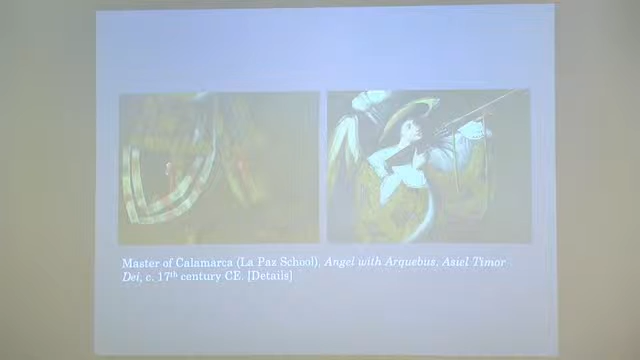 Master of Calamarca (La Paz School), Angel with Arquebus, Asiel Timor
Dei, c. 17th century CE. [Details]